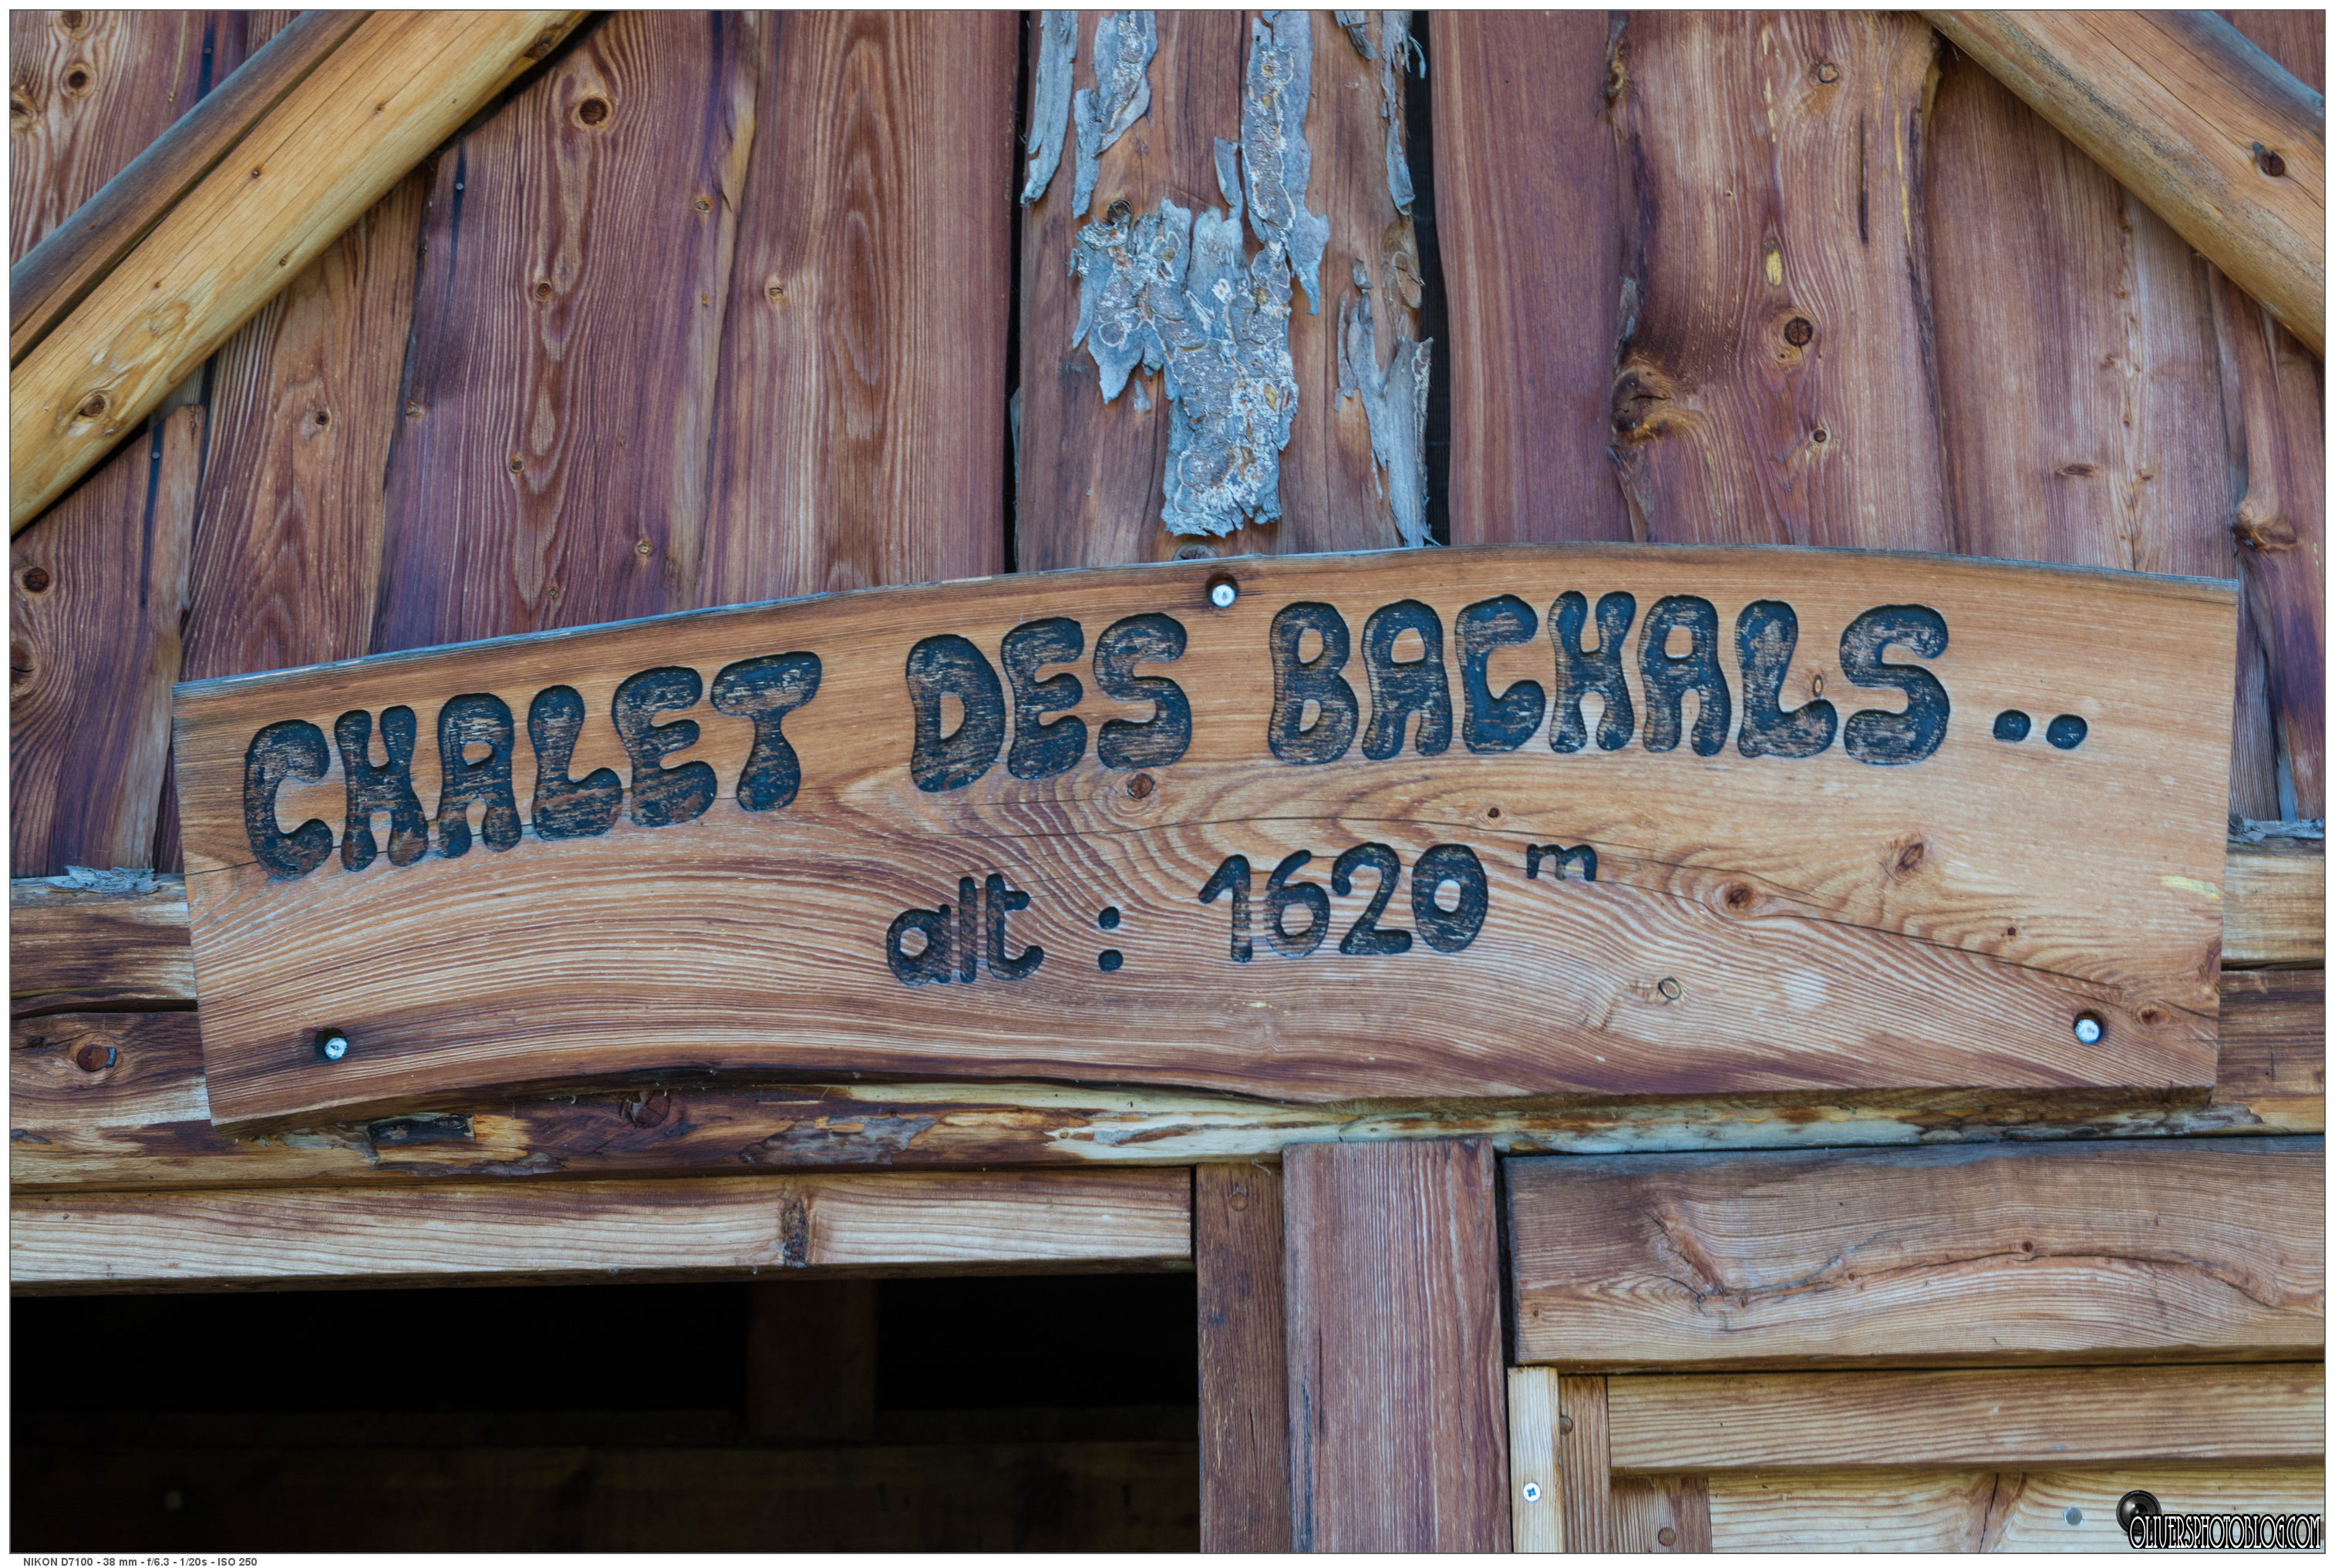 CHALET DES BACHALS..
alt : 1620 m
OLIVERSPHOTOBLOG.COM
NIKON D7100 - 38 mm - f/6.3 - 1/20s - ISO 250